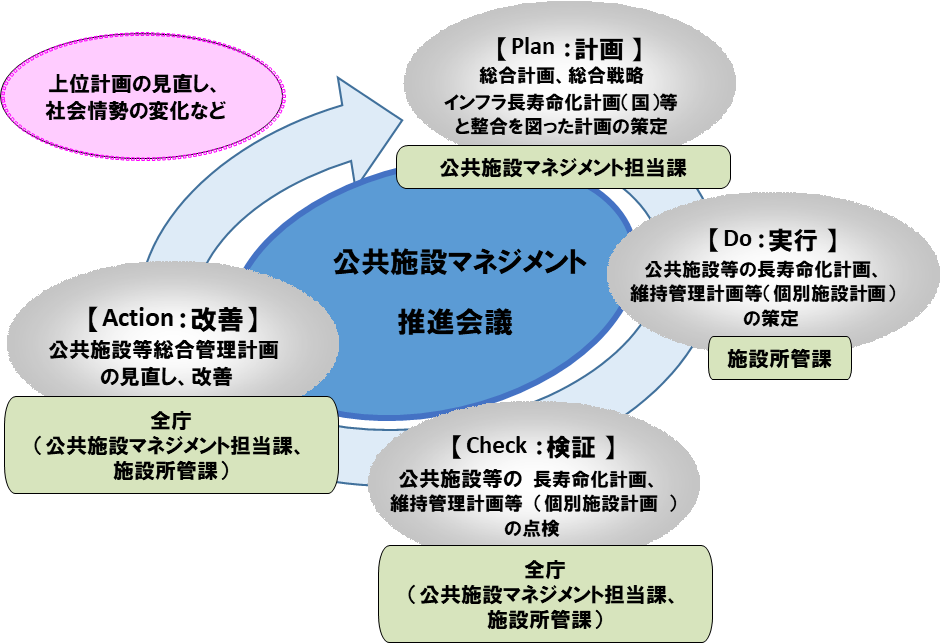 上位計画の見直し、
社会情勢の変化など
【 Plan ：計画 】
総合計画、総合戦略
インフラ長寿命化計画（国）等
と整合を図った計画の策定
公共施設マネジメント担当課
【 Do：実行 】
公共施設等の長寿命化計画、
維持管理計画等（個別施設計画）
の策定
施設所管課
公共施設マネジメント
推進会議
【 Action：改善 】
公共施設等総合管理計画
の見直し、改善
全庁
（公共施設マネジメント担当課、
施設所管課）
【 Check ：検証 】
公共施設等の 長寿命化計画、
維持管理計画等 （個別施設計画 ）
の点検
全庁
（公共施設マネジメント担当課、
施設所管課）